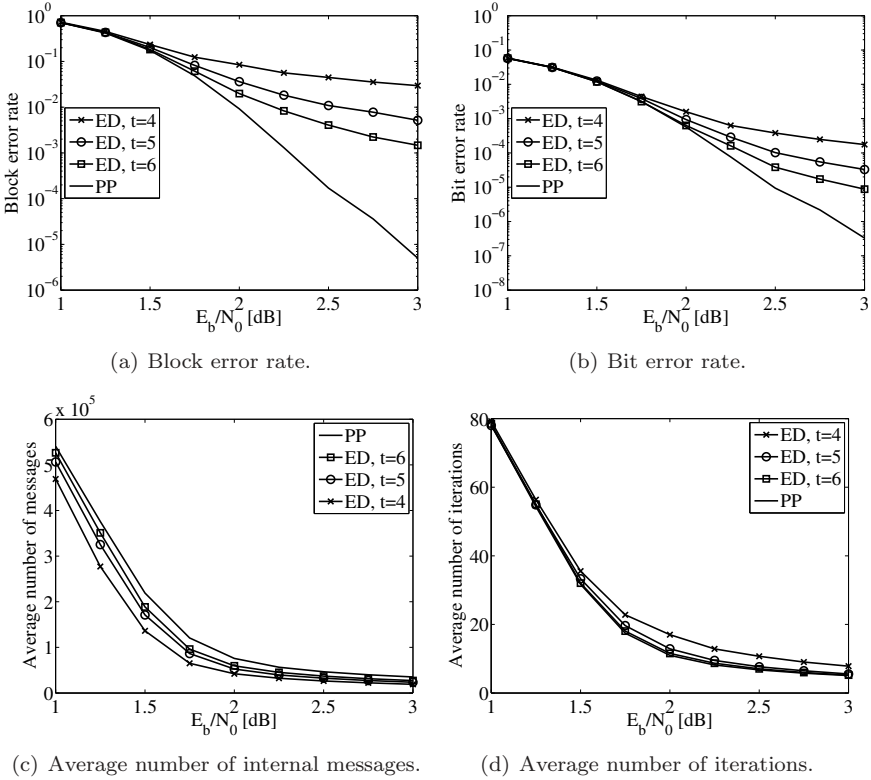 10^0
10^-1
10^-2
10^-3
10^-4
10^-5
10^-6
Block error rate
ED, t=4
ED, t=5
ED, t=6
PP
1 1.5 2 2.5 3
E_b/N_0 [dB]
(a) Block error rate.
10^0
10^-1
10^-2
10^-3
10^-4
10^-5
10^-6
10^-7
10^-8
Bit error rate
ED, t=4
ED, t=5
ED, t=6
PP
1 1.5 2 2.5 3
E_b/N_0 [dB]
(b) Bit error rate.
x 10^5
6
5
4
3
2
1
0
Average number of messages
PP
ED, t=6
ED, t=5
ED, t=4
1 1.5 2 2.5 3
E_b/N_0 [dB]
(c) Average number of internal messages.
80
60
40
20
0
Average number of iterations
ED, t=4
ED, t=5
ED, t=6
PP
1 1.5 2 2.5 3
E_b/N_0 [dB]
(d) Average number of iterations.